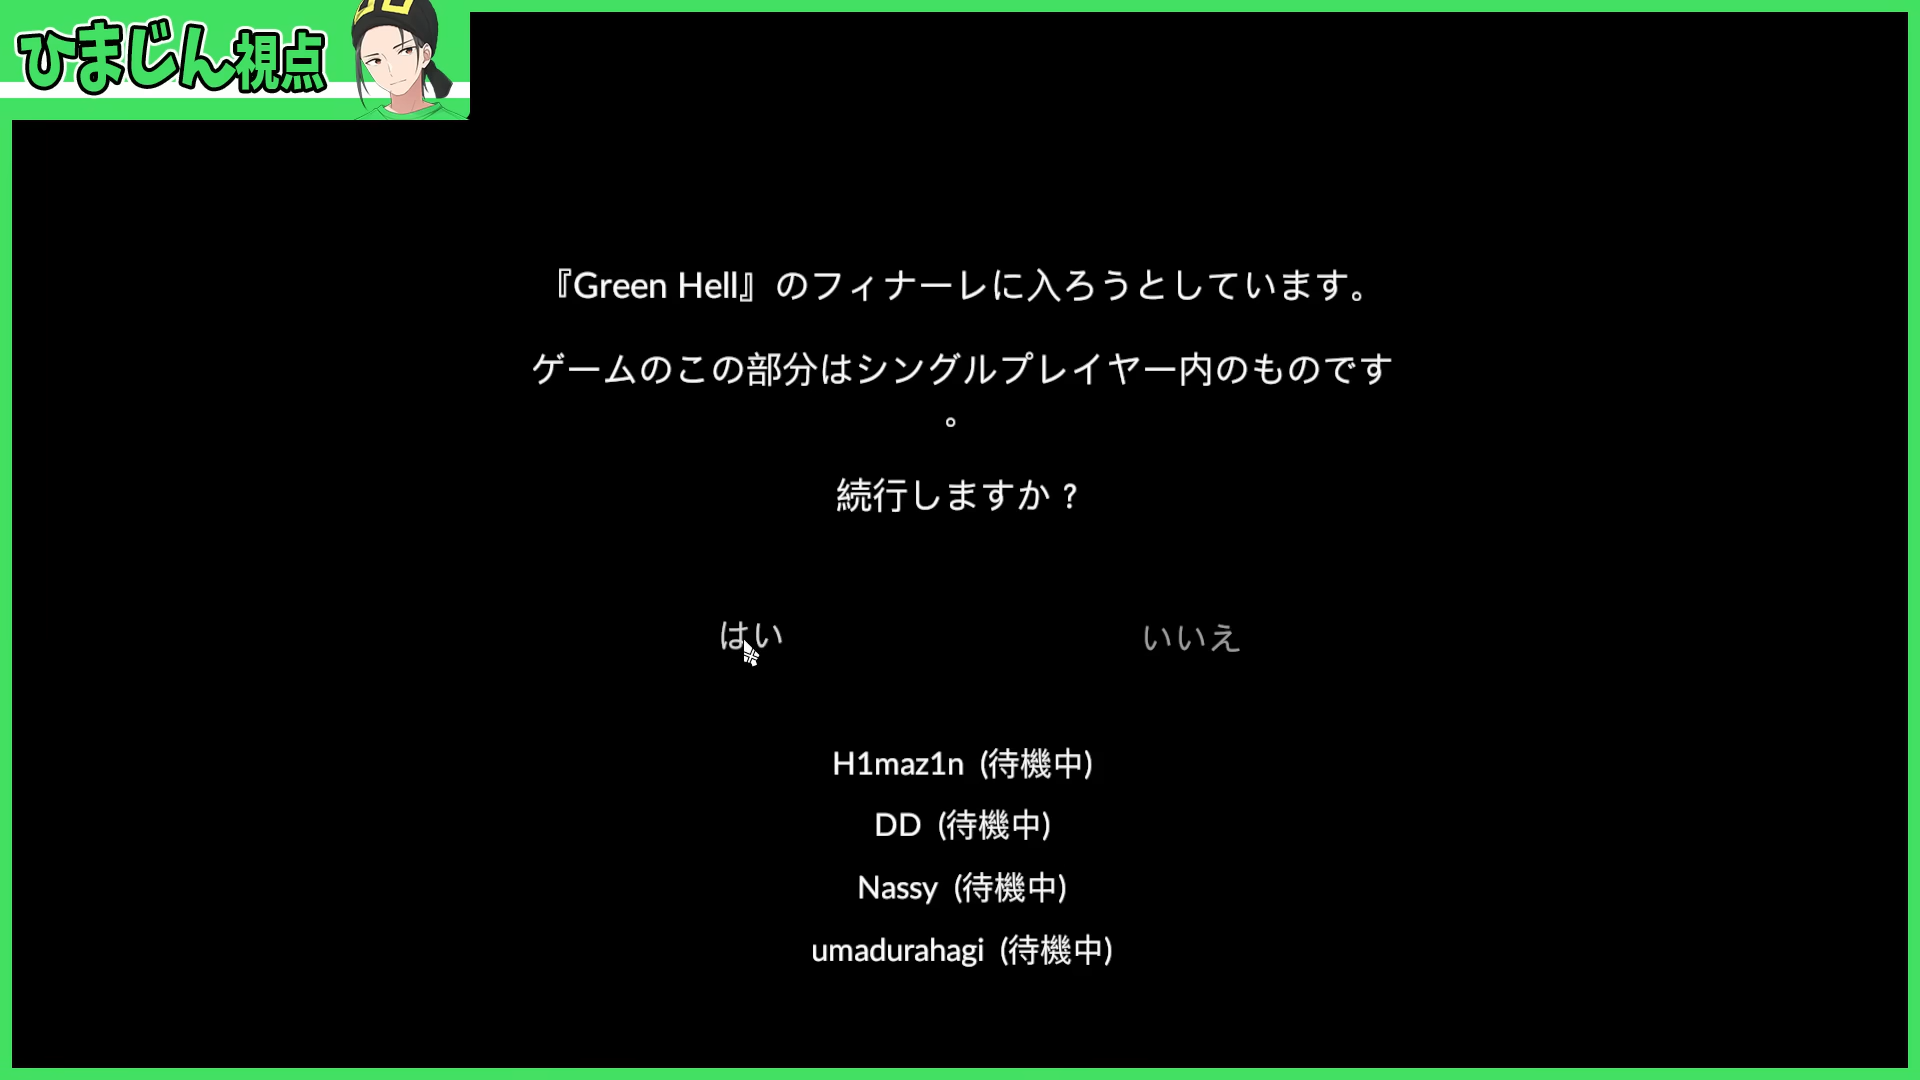 ひまじん視点
『Green Hell』のフィナーレに入ろうとしています。
ゲームのこの部分はシングルプレイヤー内のものです
。
続行しますか？
はい
いいえ
H1maz1n (待機中)
DD (待機中)
Nassy (待機中)
umadurahagi (待機中)